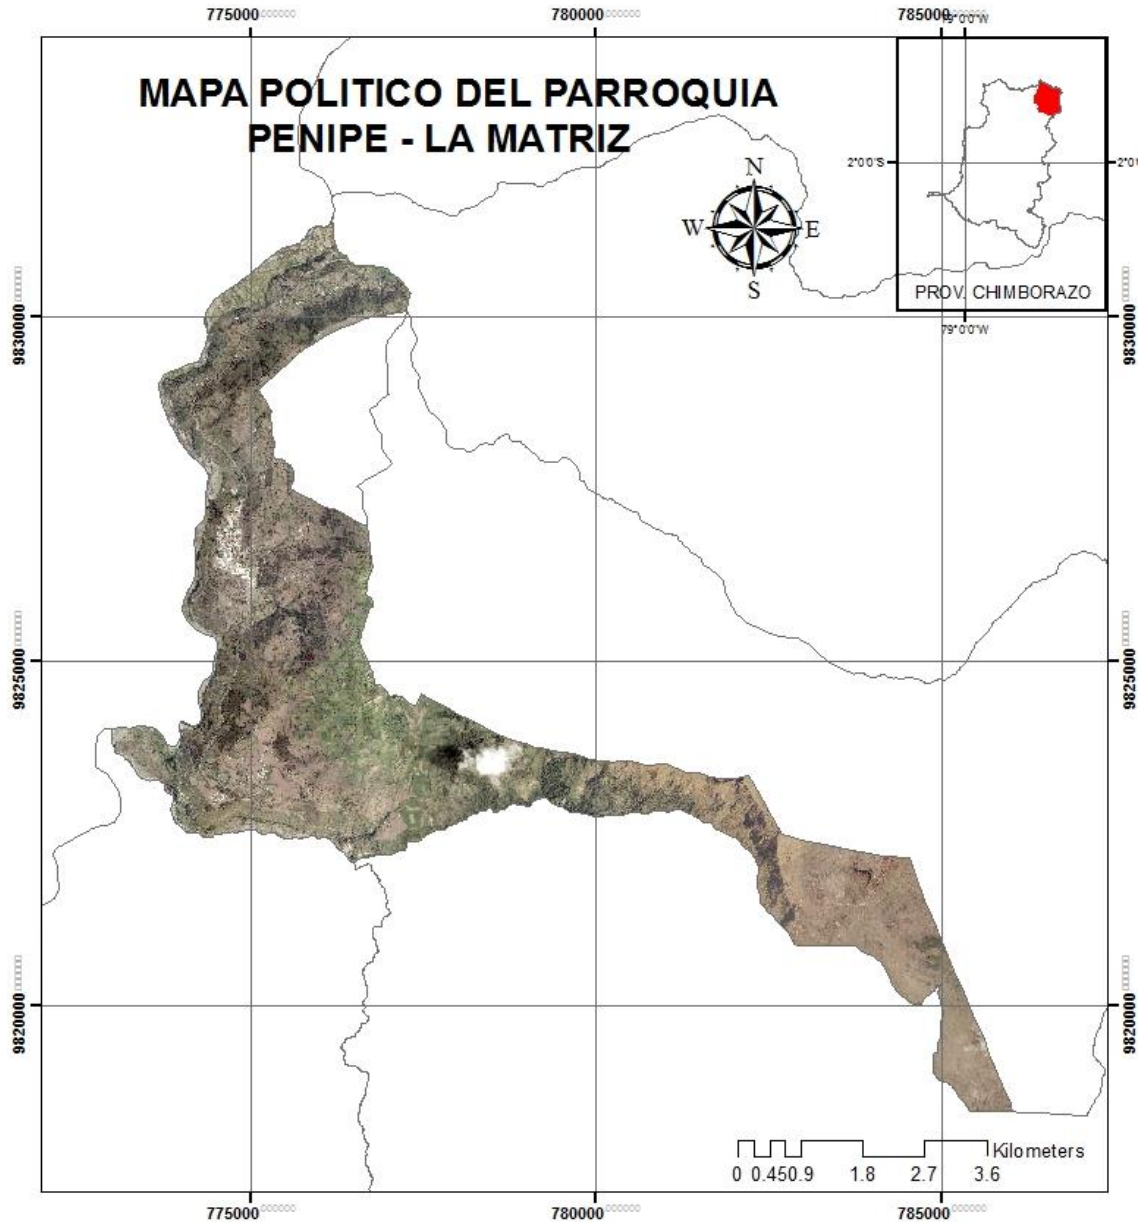 775000
780000
785000
79°0'0"W
MAPA POLITICO DEL PARROQUIA
PENIPE - LA MATRIZ
N
W
E
S
2°0'0"S
2°0'
PROV. CHIMBORAZO
79°0'0"W
9830000
9830000
9825000
9825000
9820000
9820000
Kilometers
0 0.450.9 1.8 2.7 3.6
775000
780000
785000